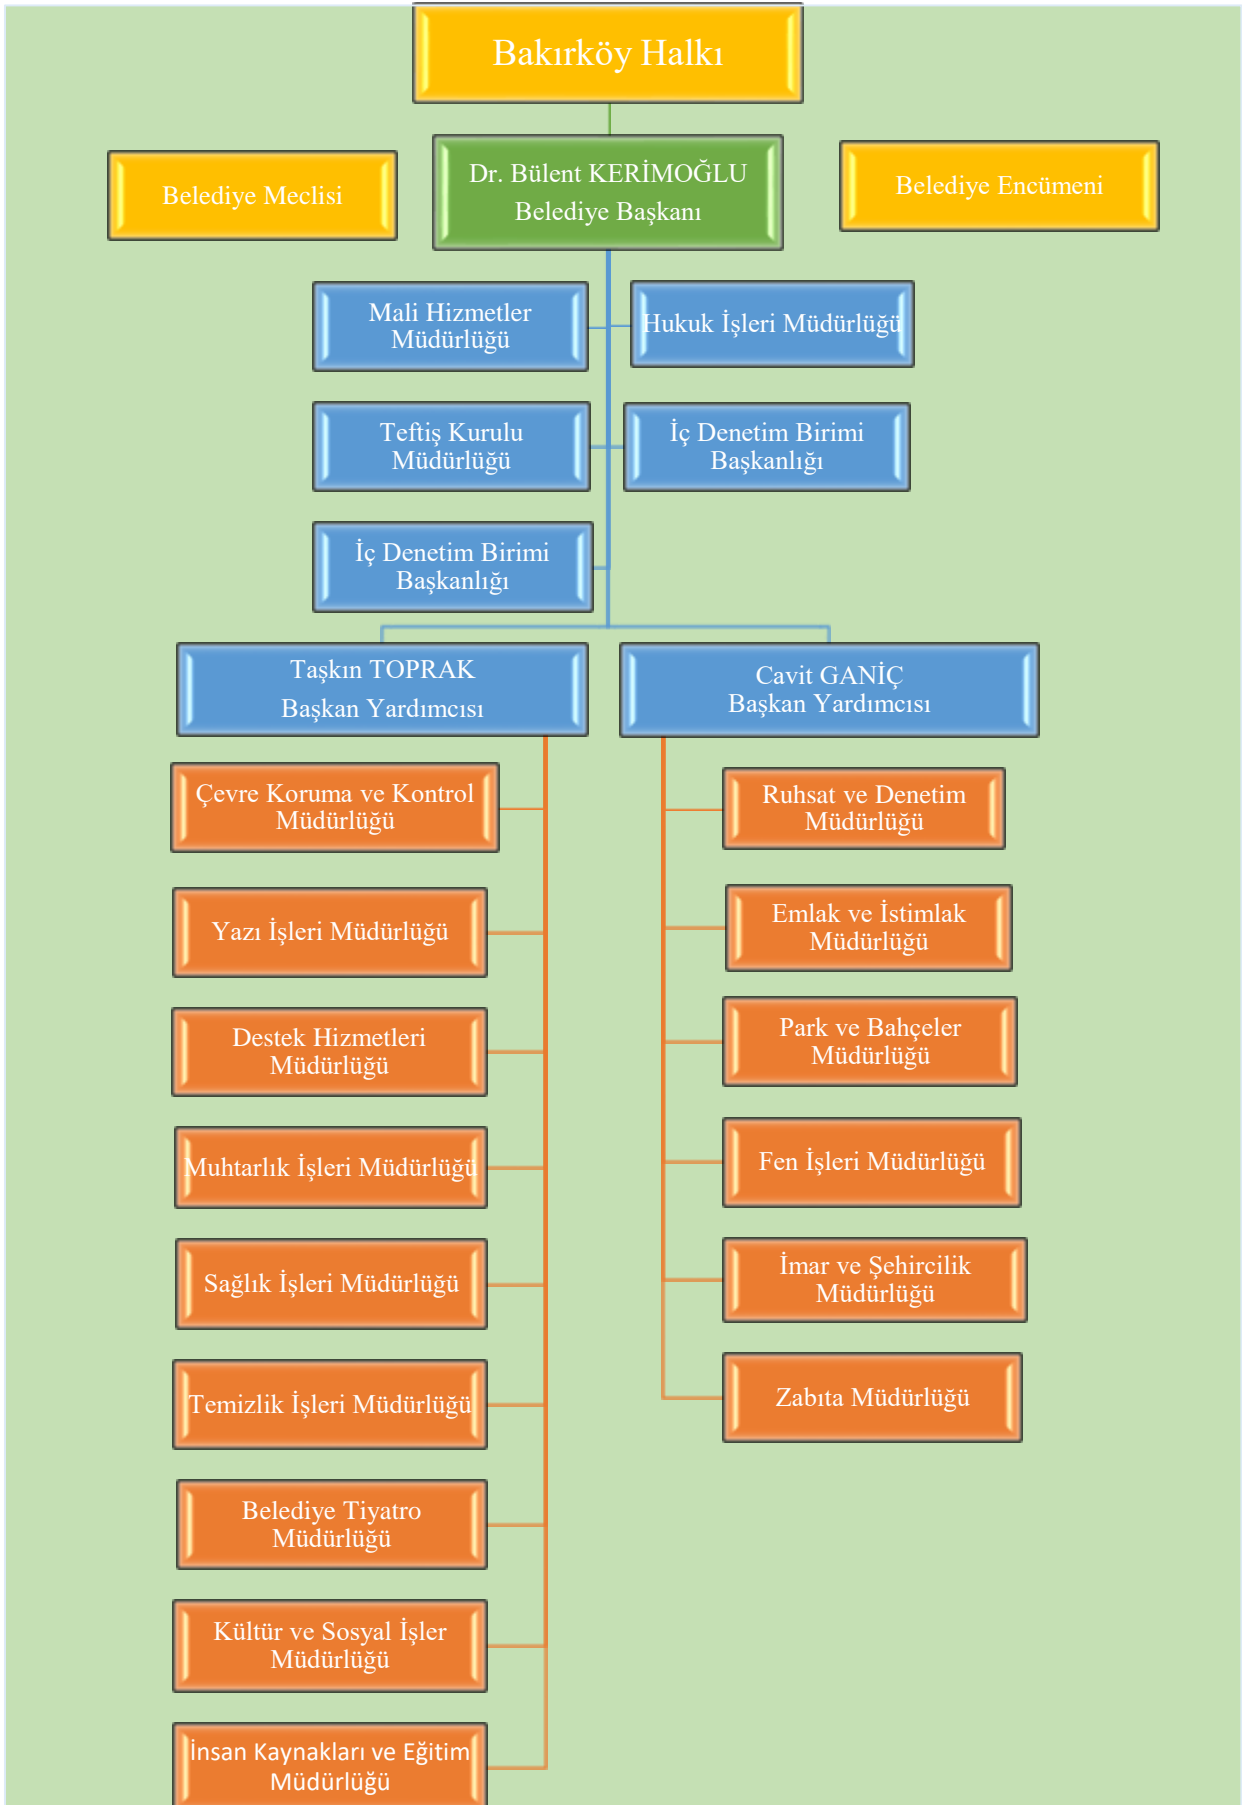 Bakırköy Halkı
Belediye Meclisi
Dr. Bülent KERİMOĞLU
Belediye Başkanı
Belediye Encümeni
Mali Hizmetler
Müdürlüğü
Hukuk İşleri Müdürlüğü
Teftiş Kurulu
Müdürlüğü
İç Denetim Birimi
Başkanlığı
İç Denetim Birimi
Başkanlığı
Taşkın TOPRAK
Başkan Yardımcısı
Cavit GANİÇ
Başkan Yardımcısı
Çevre Koruma ve Kontrol
Müdürlüğü
Yazı İşleri Müdürlüğü
Destek Hizmetleri
Müdürlüğü
Muhtarlık İşleri Müdürlüğü
Sağlık İşleri Müdürlüğü
Temizlik İşleri Müdürlüğü
Belediye Tiyatro
Müdürlüğü
Kültür ve Sosyal İşler
Müdürlüğü
İnsan Kaynakları ve Eğitim
Müdürlüğü
Ruhsat ve Denetim
Müdürlüğü
Emlak ve İstimlak
Müdürlüğü
Park ve Bahçeler
Müdürlüğü
Fen İşleri Müdürlüğü
İmar ve Şehircilik
Müdürlüğü
Zabıta Müdürlüğü